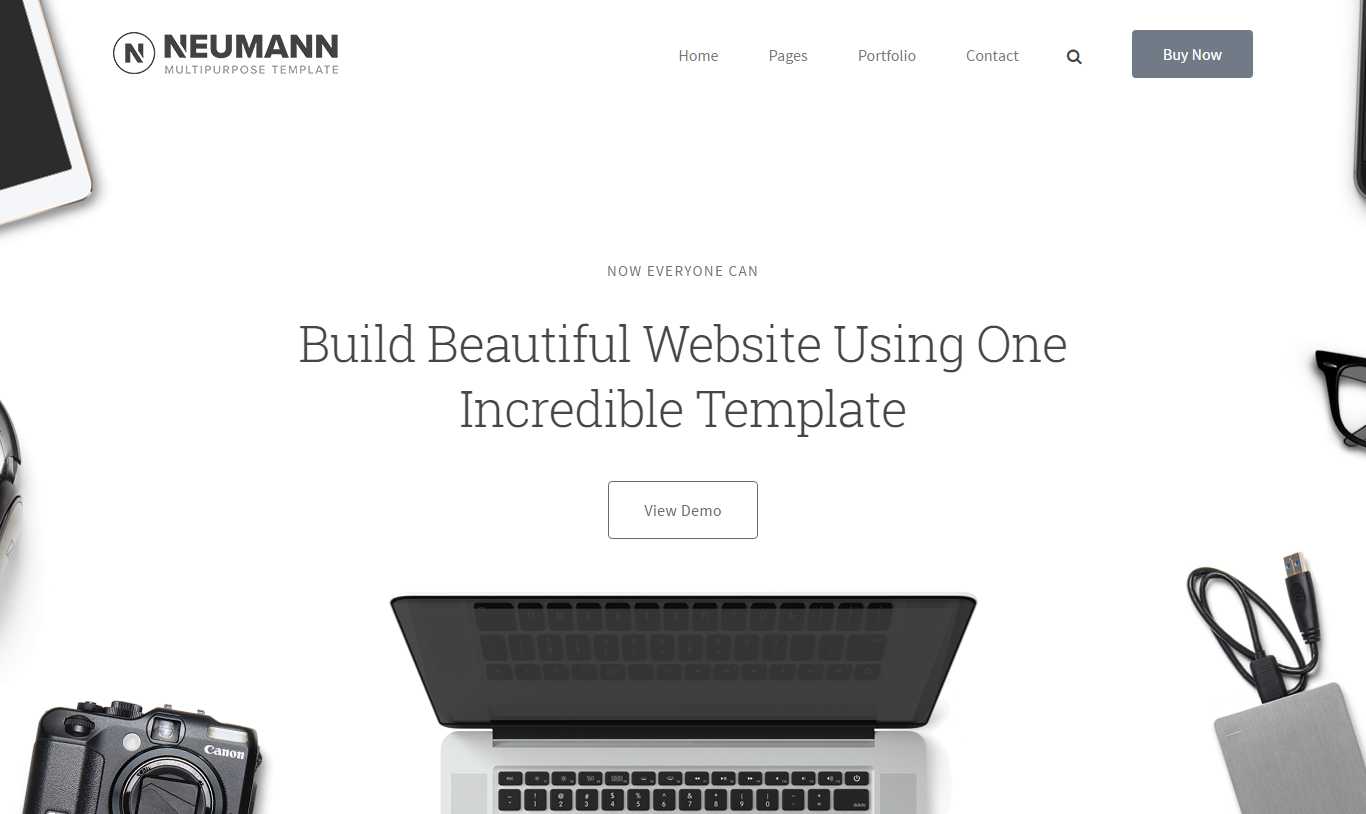 NEUMANN
MULTIPURPOSE TEMPLATE
Home Pages Portfolio Contact Buy Now
NOW EVERYONE CAN
Build Beautiful Website Using One
Incredible Template
View Demo
Canon